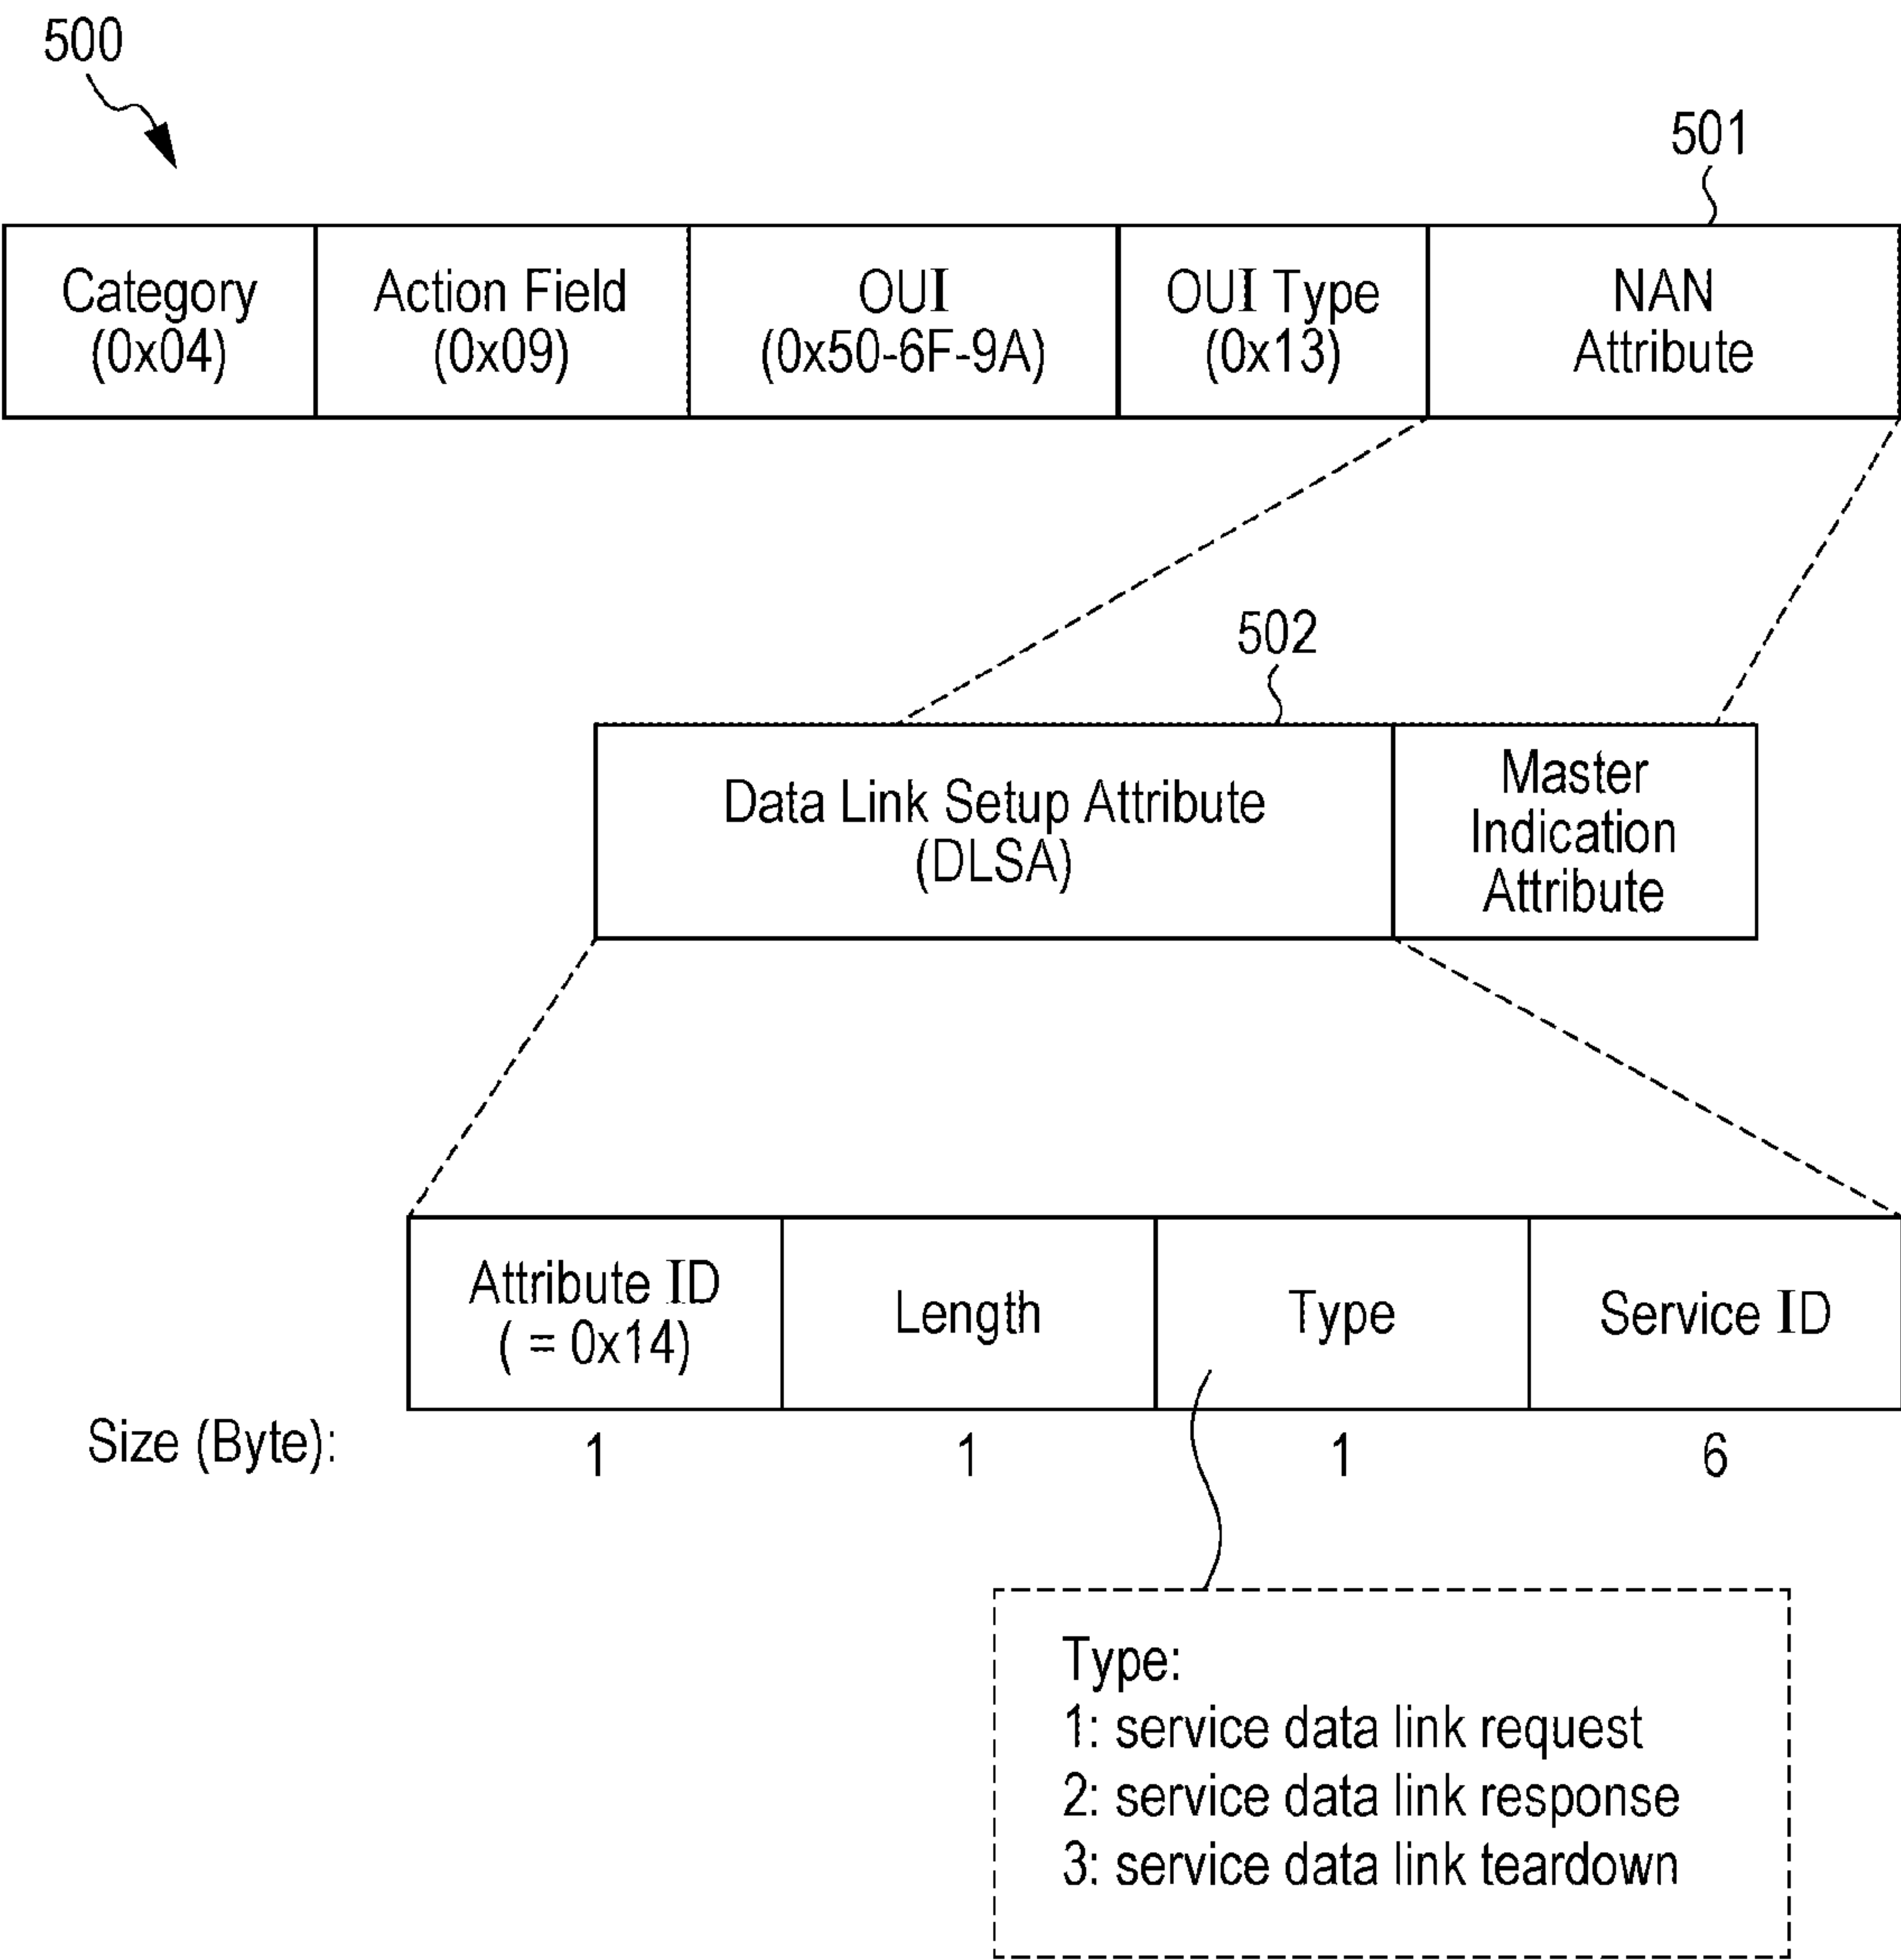 500
501
Category
(0x04)
Action Field
(0x09)
OUI
(0x50-6F-9A)
OUI Type
(0x13)
NAN
Attribute
502
Data Link Setup Attribute
(DLSA)
Master
Indication
Attribute
Attribute ID
( = 0x14)
Length
Type
Service ID
Size (Byte): 1 1 1 6
Type:
1: service data link request
2: service data link response
3: service data link teardown